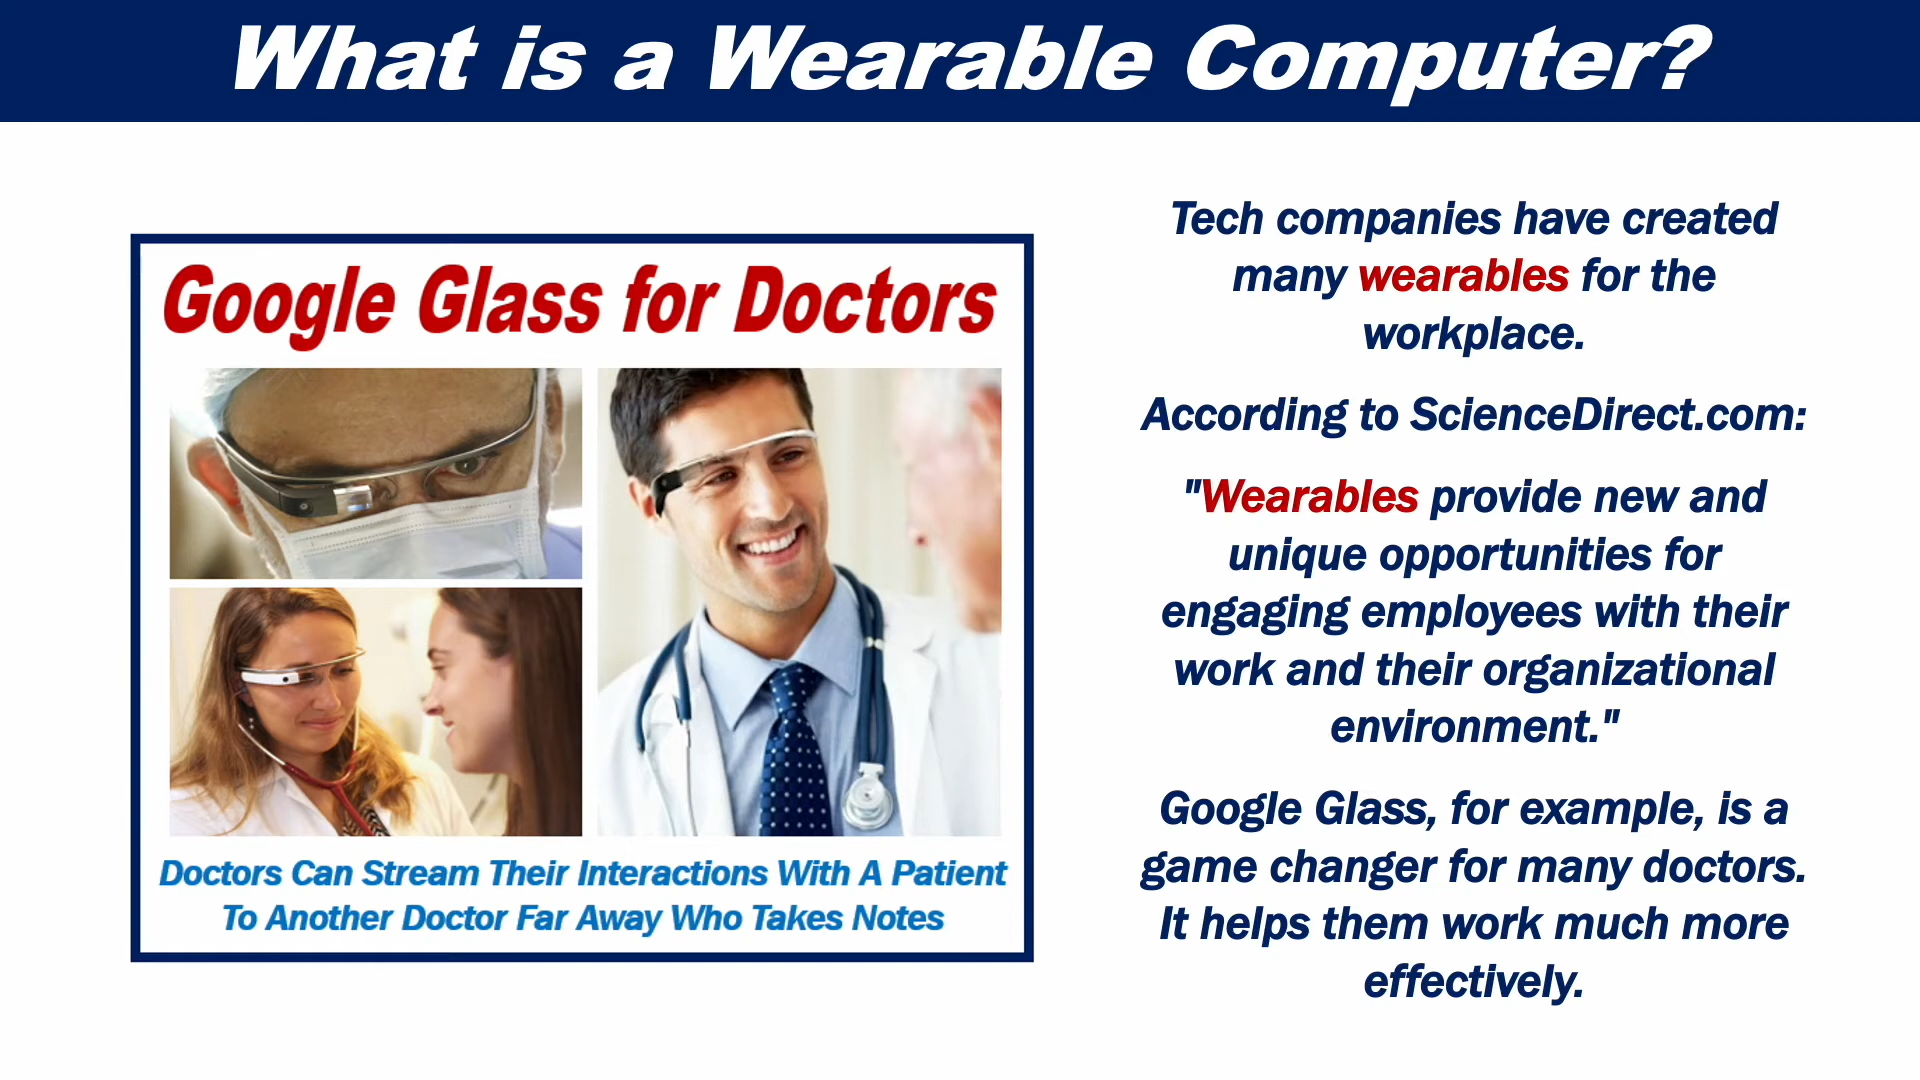 What is a Wearable Computer?
Google Glass for Doctors
Doctors Can Stream Their Interactions With A Patient
To Another Doctor Far Away Who Takes Notes
Tech companies have created
many wearables for the
workplace.
According to ScienceDirect.com:
"Wearables provide new and
unique opportunities for
engaging employees with their
work and their organizational
environment."
Google Glass, for example, is a
game changer for many doctors.
It helps them work much more
effectively.